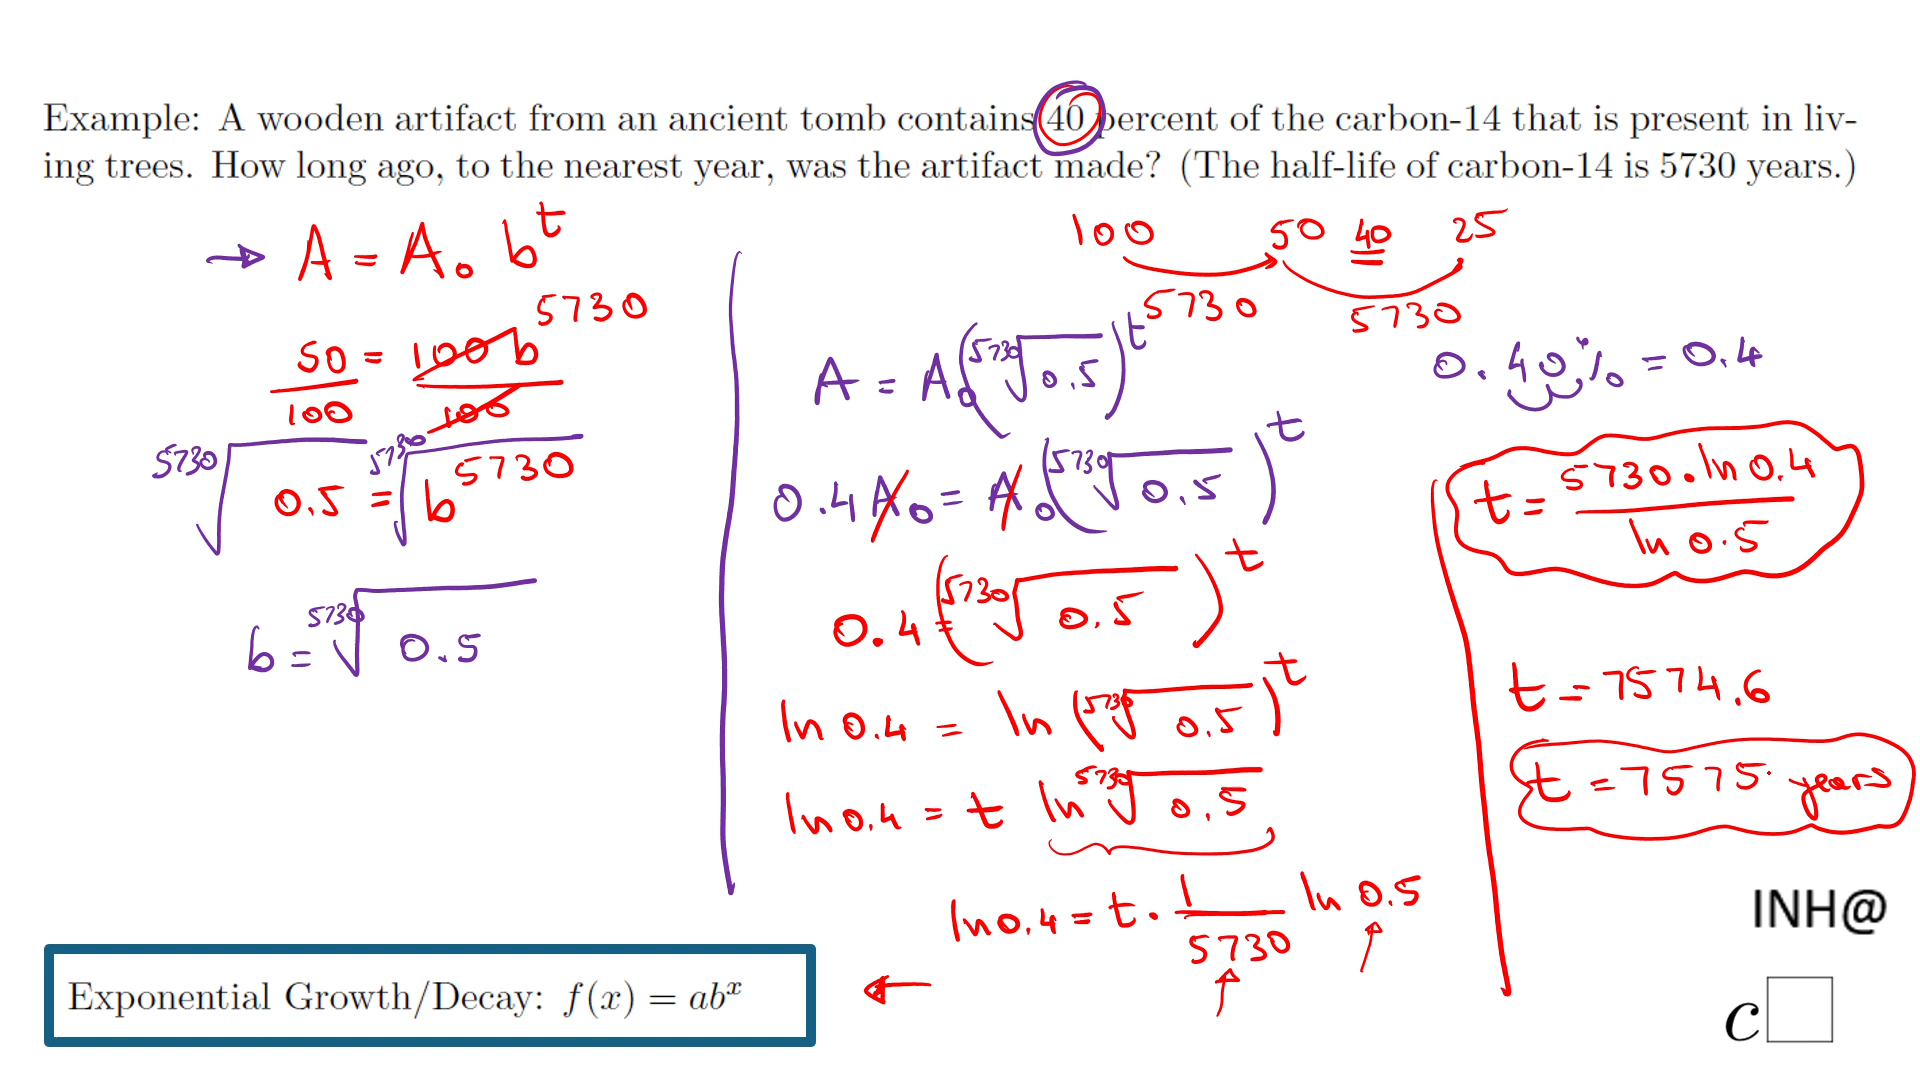 Example: A wooden artifact from an ancient tomb contains 40 percent of the carbon-14 that is present in liv-
ing trees. How long ago, to the nearest year, was the artifact made? (The half-life of carbon-14 is 5730 years.)
→ A = A₀ b^t
50/100 = 100 b^5730/100
⁵⁷³⁰√0.5 = ⁵⁷³⁰√b^5730
b = ⁵⁷³⁰√0.5
100 50 40 25
5730 5730
A = A₀(⁵⁷³⁰√0.5)^t
0.4A₀ = A₀(⁵⁷³⁰√0.5)^t
0.4 = (⁵⁷³⁰√0.5)^t
ln 0.4 = ln (⁵⁷³⁰√0.5)^t
ln 0.4 = t ln ⁵⁷³⁰√0.5
ln 0.4 = t · 1/5730 ln 0.5
←
0.40% = 0.4
t = 5730 · ln 0.4 / ln 0.5
t = 7574.6
t = 7575 years
Exponential Growth/Decay: f(x) = ab^x
INH@
c□